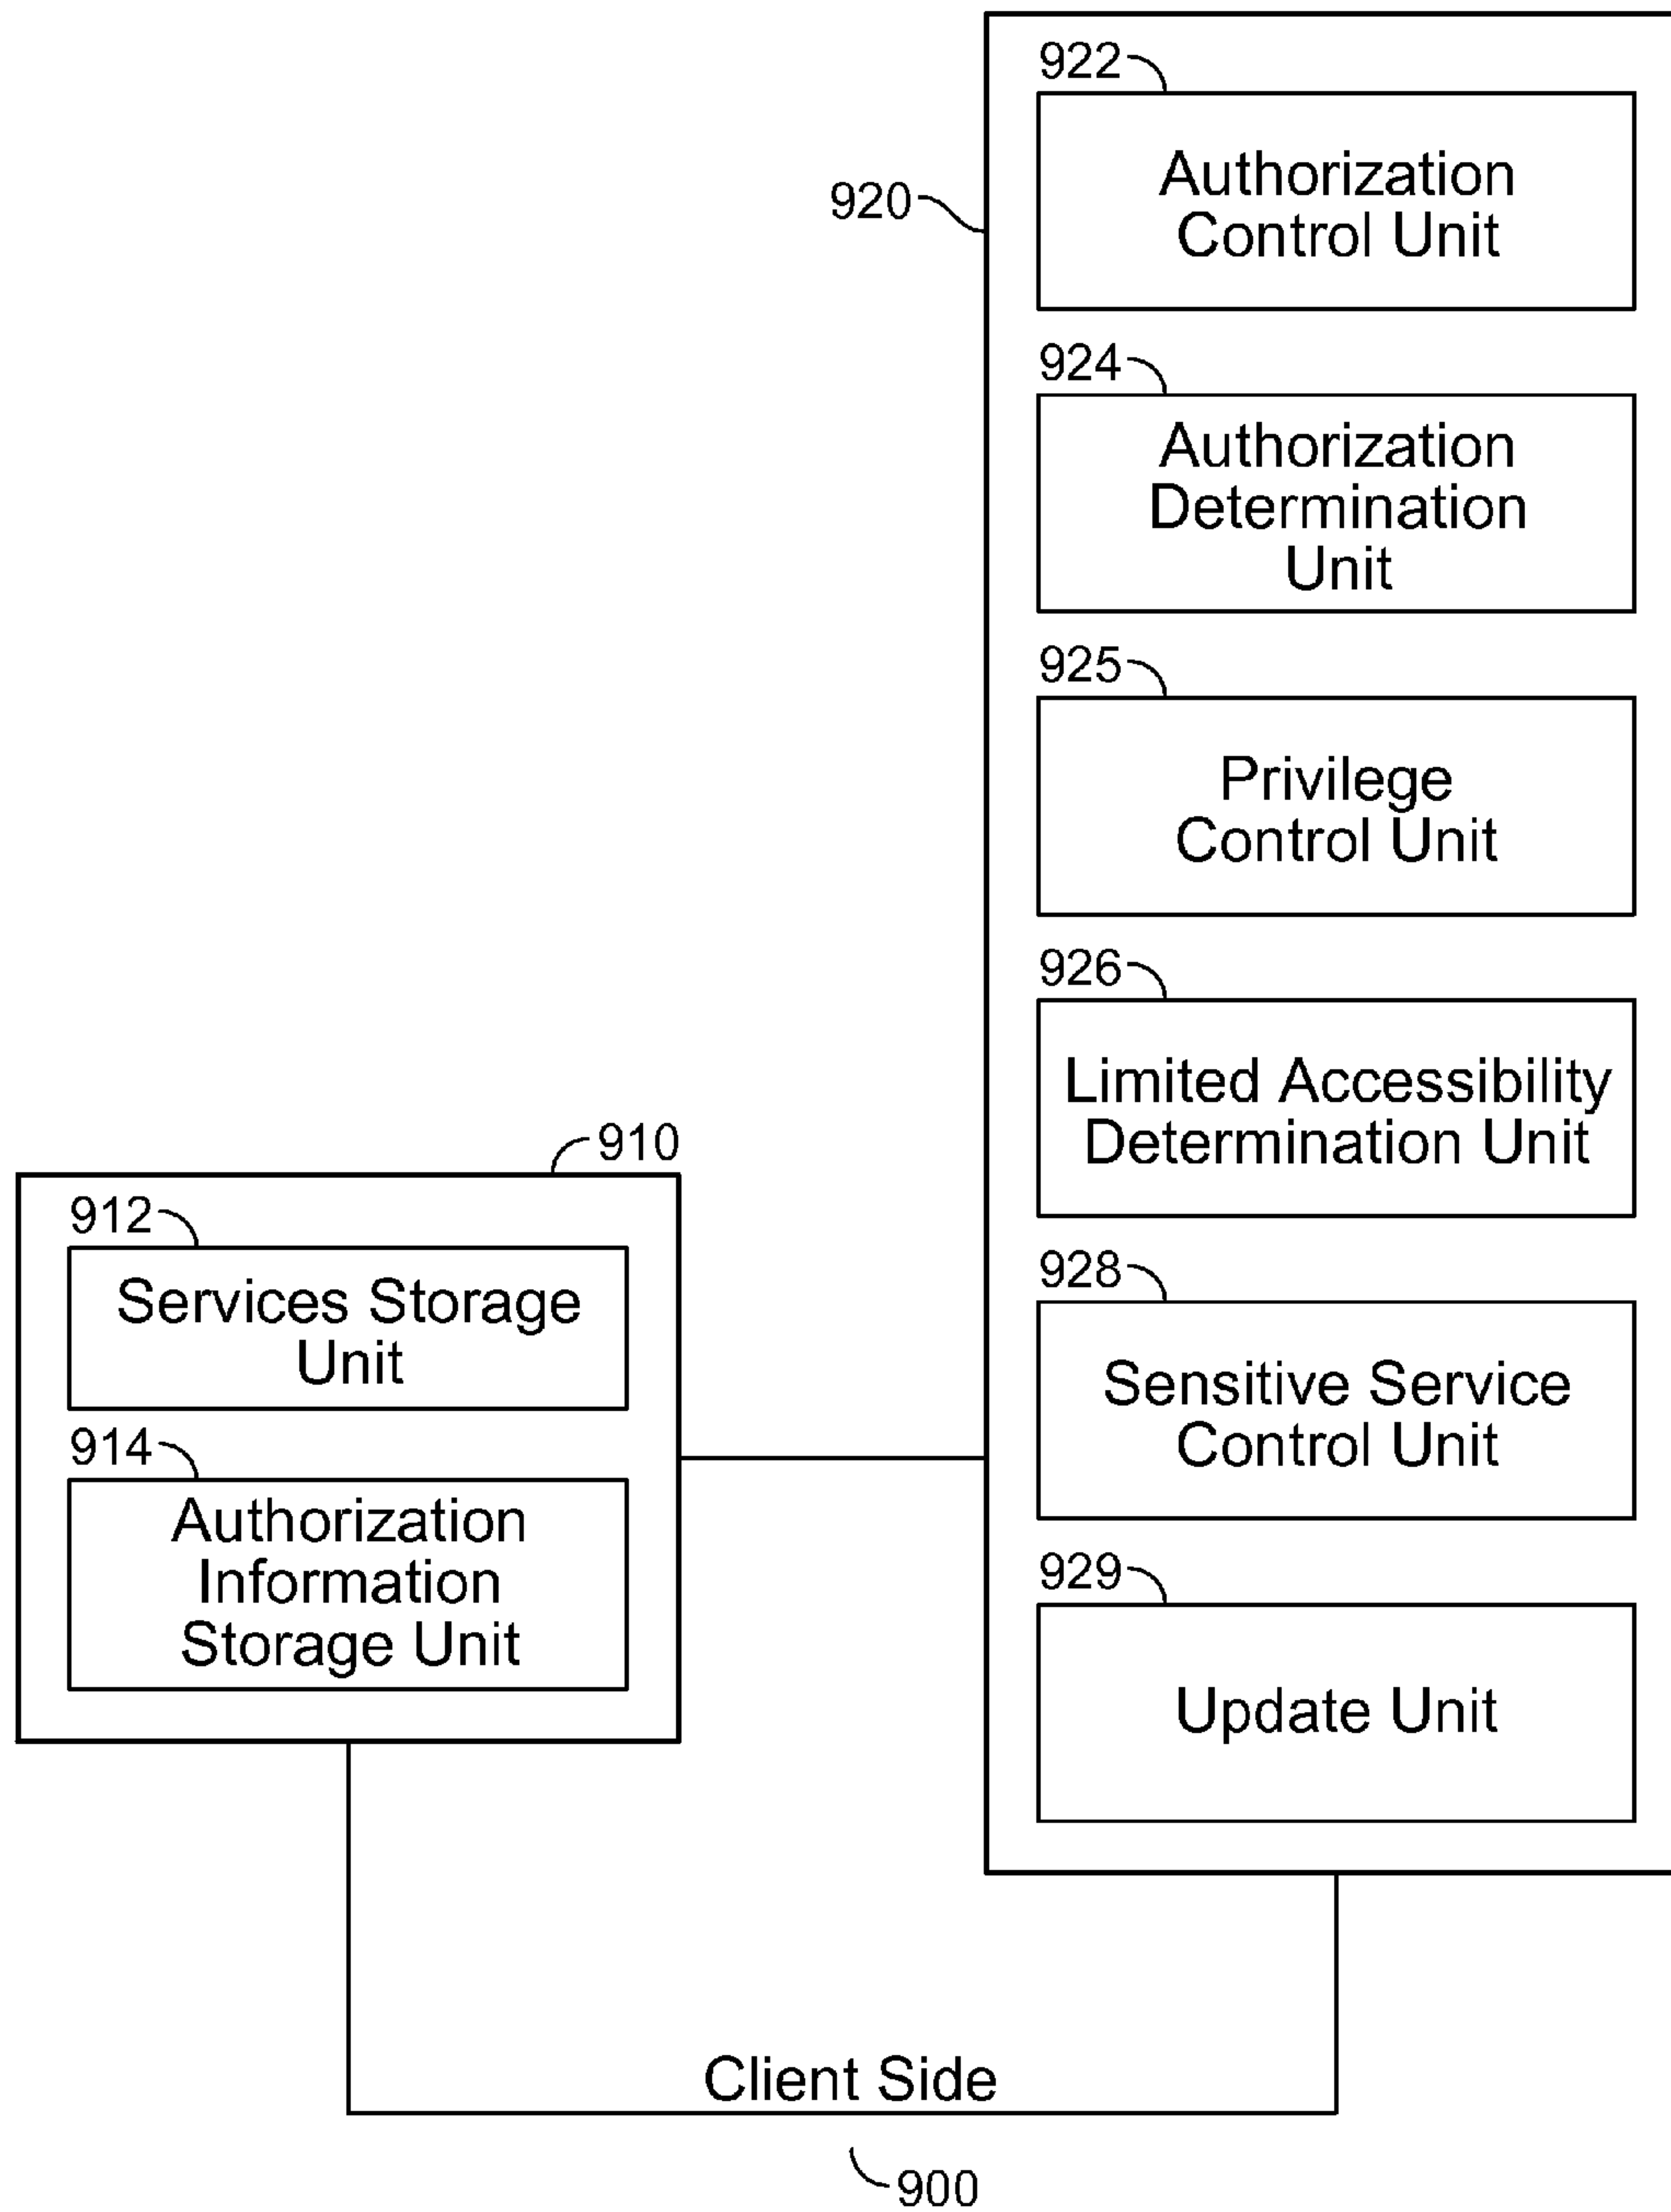 922
Authorization
Control Unit
920
924
Authorization
Determination
Unit
925
Privilege
Control Unit
926
Limited Accessibility
Determination Unit
910
912
Services Storage
Unit
914
Authorization
Information
Storage Unit
928
Sensitive Service
Control Unit
929
Update Unit
Client Side
900